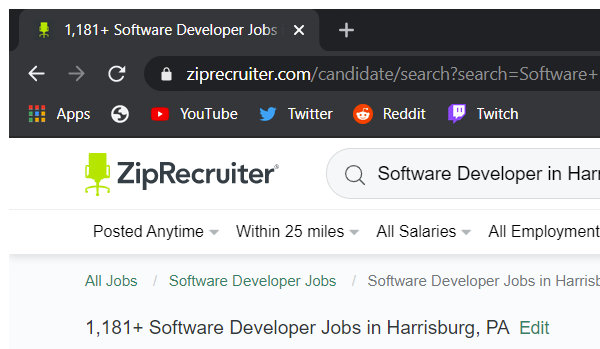 1,181+ Software Developer Jobs
ziprecruiter.com/candidate/search?search=Software+
Apps YouTube Twitter Reddit Twitch
ZipRecruiter® Software Developer in Harr
Posted Anytime Within 25 miles All Salaries All Employment
All Jobs / Software Developer Jobs / Software Developer Jobs in Harrisb
1,181+ Software Developer Jobs in Harrisburg, PA Edit